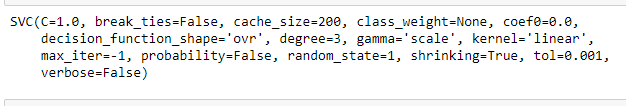 SVC(C=1.0, break_ties=False, cache_size=200, class_weight=None, coef0=0.0,
decision_function_shape='ovr', degree=3, gamma='scale', kernel='linear',
max_iter=-1, probability=False, random_state=1, shrinking=True, tol=0.001,
verbose=False)